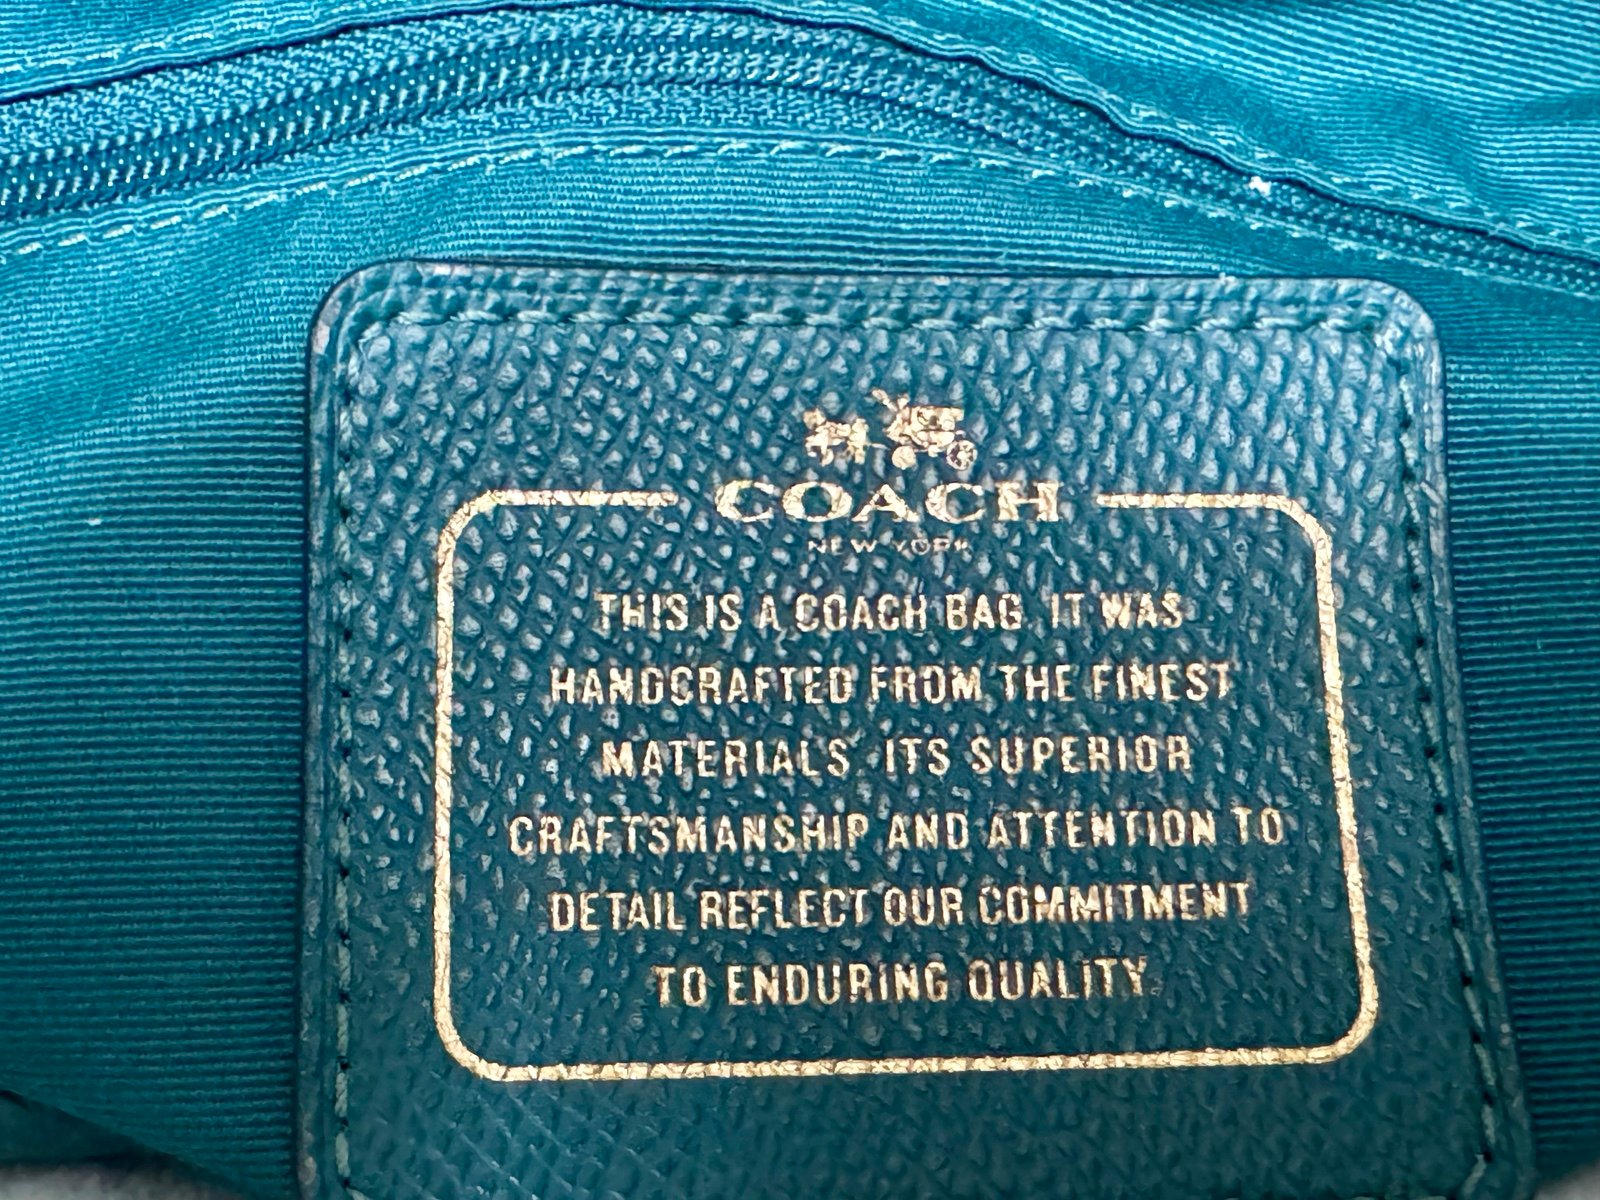 COACH
NEW YORK
THIS IS A COACH BAG. IT WAS
HANDCRAFTED FROM THE FINEST
MATERIALS. ITS SUPERIOR
CRAFTSMANSHIP AND ATTENTION TO
DETAIL REFLECT OUR COMMITMENT
TO ENDURING QUALITY.